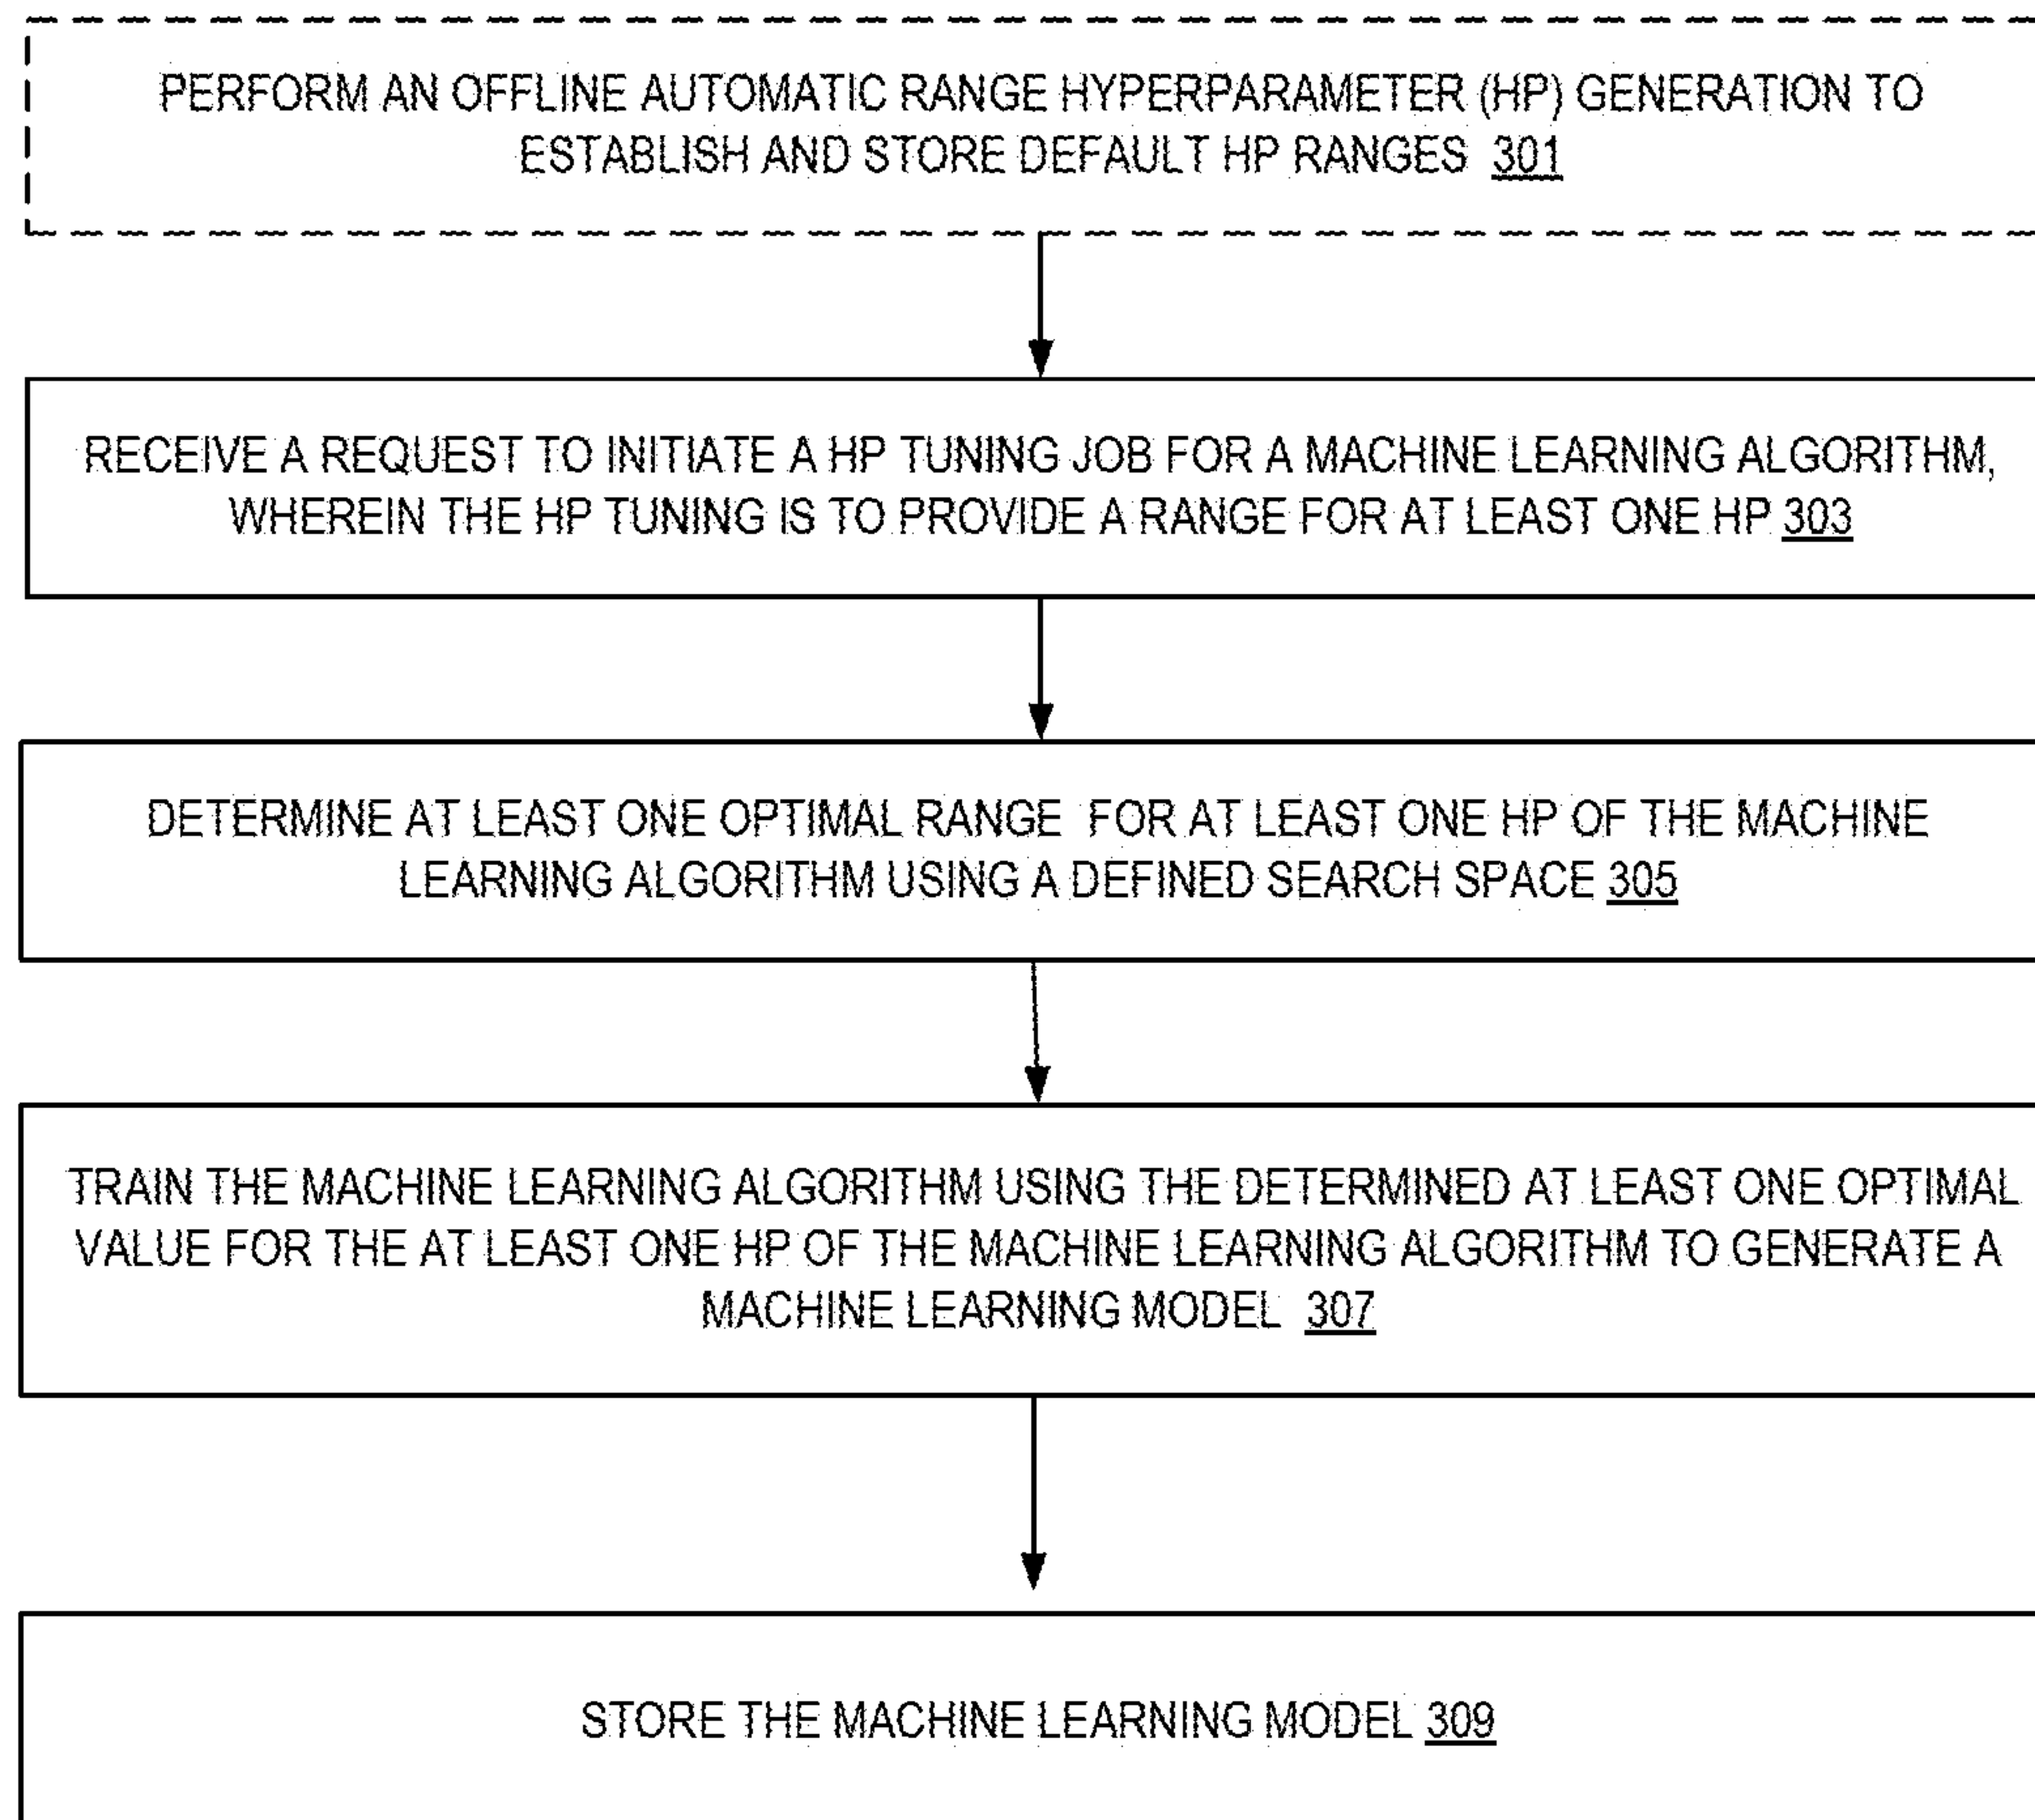 PERFORM AN OFFLINE AUTOMATIC RANGE HYPERPARAMETER (HP) GENERATION TO
ESTABLISH AND STORE DEFAULT HP RANGES 301
RECEIVE A REQUEST TO INITIATE A HP TUNING JOB FOR A MACHINE LEARNING ALGORITHM,
WHEREIN THE HP TUNING IS TO PROVIDE A RANGE FOR AT LEAST ONE HP 303
DETERMINE AT LEAST ONE OPTIMAL RANGE FOR AT LEAST ONE HP OF THE MACHINE
LEARNING ALGORITHM USING A DEFINED SEARCH SPACE 305
TRAIN THE MACHINE LEARNING ALGORITHM USING THE DETERMINED AT LEAST ONE OPTIMAL
VALUE FOR THE AT LEAST ONE HP OF THE MACHINE LEARNING ALGORITHM TO GENERATE A
MACHINE LEARNING MODEL 307
STORE THE MACHINE LEARNING MODEL 309